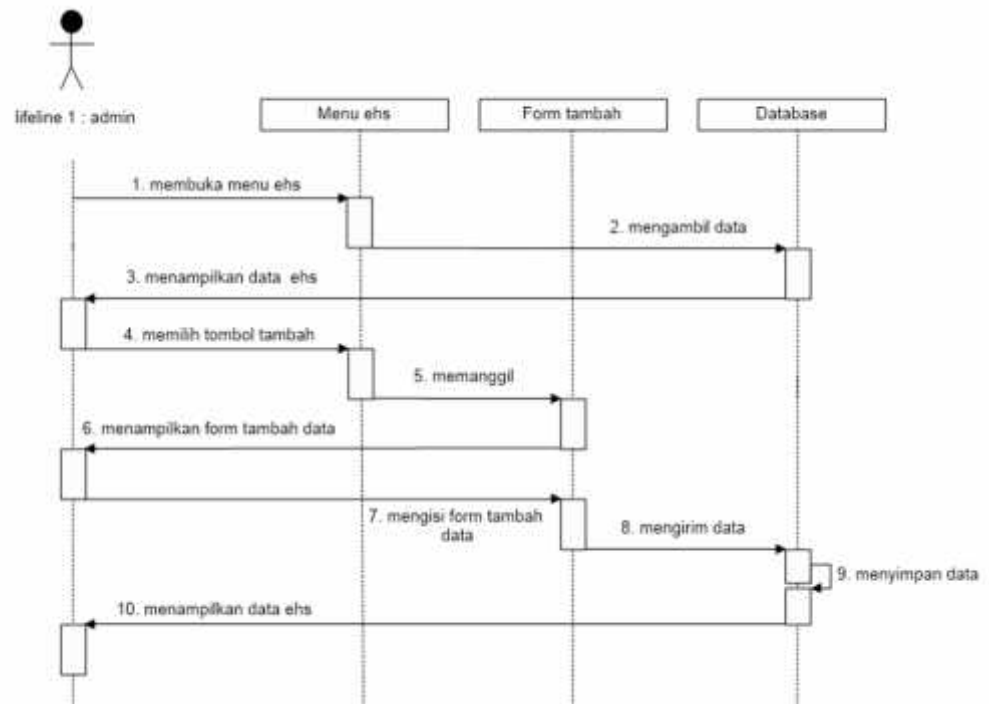 lifeline 1 : admin
Menu ehs
Form tambah
Database
1. membuka menu ehs
2. mengambil data
3. menampilkan data ehs
4. memilih tombol tambah
5. memanggil
6. menampilkan form tambah data
7. mengisi form tambah
data
8. mengirim data
9. menyimpan data
10. menampilkan data ehs